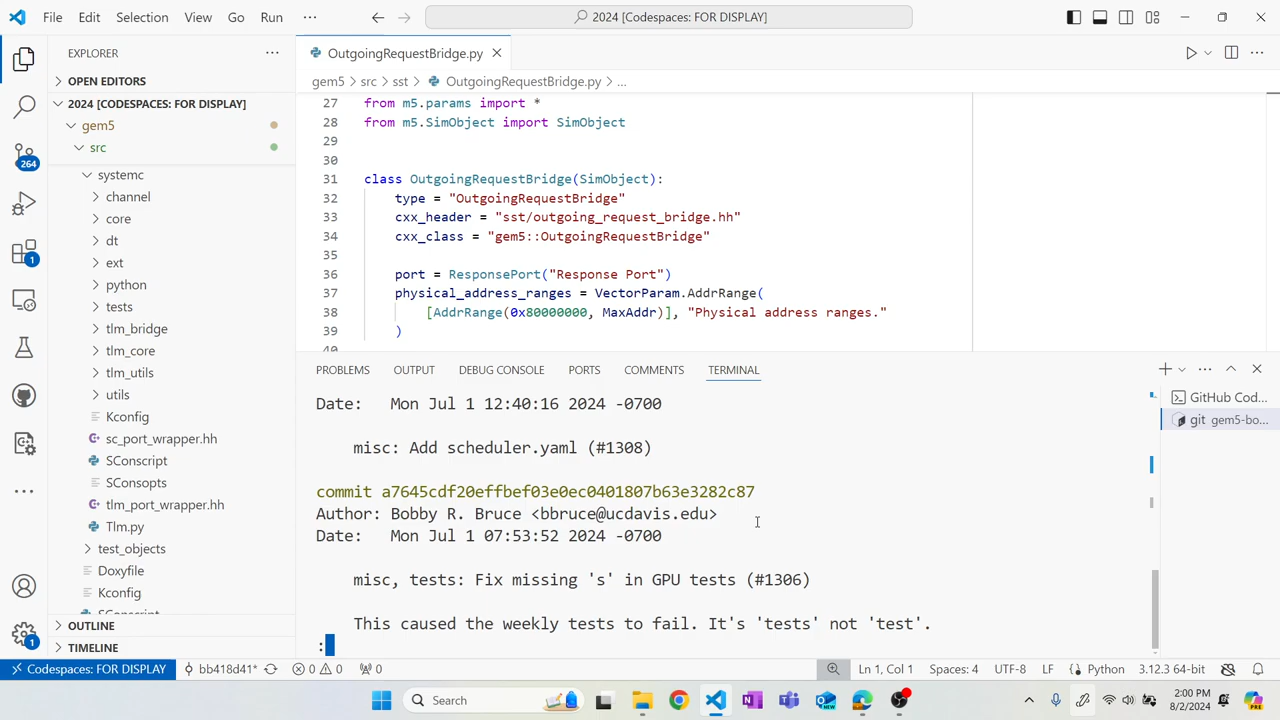 File Edit Selection View Go Run ··· 2024 [Codespaces: FOR DISPLAY]
EXPLORER ···
OPEN EDITORS
2024 [CODESPACES: FOR DISPLAY]
gem5
src
systemc
channel
core
dt
ext
python
tests
tlm_bridge
tlm_core
tlm_utils
utils
Kconfig
sc_port_wrapper.hh
SConscript
SConsopts
tlm_port_wrapper.hh
Tlm.py
test_objects
Doxyfile
Kconfig
SConscript
OUTLINE
TIMELINE
264
1
1
OutgoingRequestBridge.py
gem5 > src > sst > OutgoingRequestBridge.py > ...
27 from m5.params import *
28 from m5.SimObject import SimObject
29
30
31 class OutgoingRequestBridge(SimObject):
32 type = "OutgoingRequestBridge"
33 cxx_header = "sst/outgoing_request_bridge.hh"
34 cxx_class = "gem5::OutgoingRequestBridge"
35
36 port = ResponsePort("Response Port")
37 physical_address_ranges = VectorParam.AddrRange(
38 [AddrRange(0x80000000, MaxAddr)], "Physical address ranges."
39 )
40
PROBLEMS OUTPUT DEBUG CONSOLE PORTS COMMENTS TERMINAL
Date: Mon Jul 1 12:40:16 2024 -0700
misc: Add scheduler.yaml (#1308)
commit a7645cdf20effbef03e0ec0401807b63e3282c87
Author: Bobby R. Bruce <bbruce@ucdavis.edu>
Date: Mon Jul 1 07:53:52 2024 -0700
misc, tests: Fix missing 's' in GPU tests (#1306)
This caused the weekly tests to fail. It's 'tests' not 'test'.
:
GitHub Cod...
git gem5-bo...
Codespaces: FOR DISPLAY bb418d41* 0 0 0 Ln 1, Col 1 Spaces: 4 UTF-8 LF Python 3.12.3 64-bit
Search
2:00 PM
8/2/2024